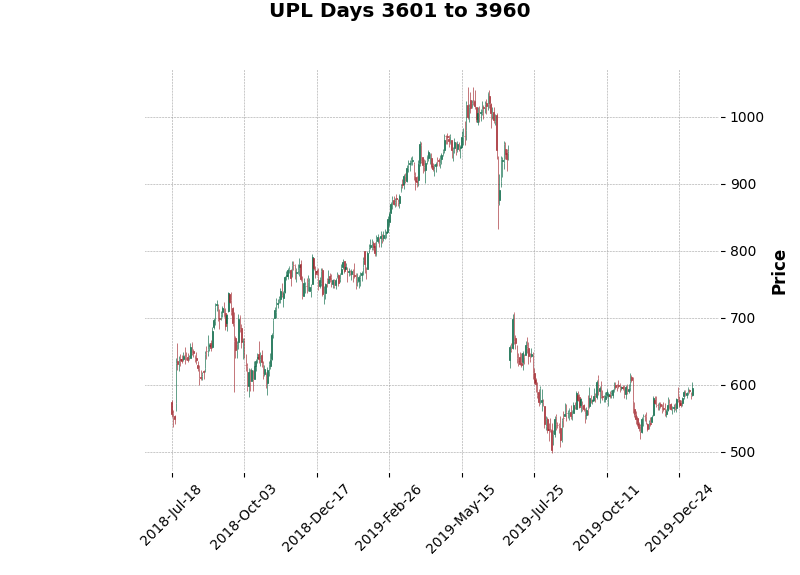 UPL Days 3601 to 3960
1000
900
800
700
600
500
Price
2018-Jul-18
2018-Oct-03
2018-Dec-17
2019-Feb-26
2019-May-15
2019-Jul-25
2019-Oct-11
2019-Dec-24